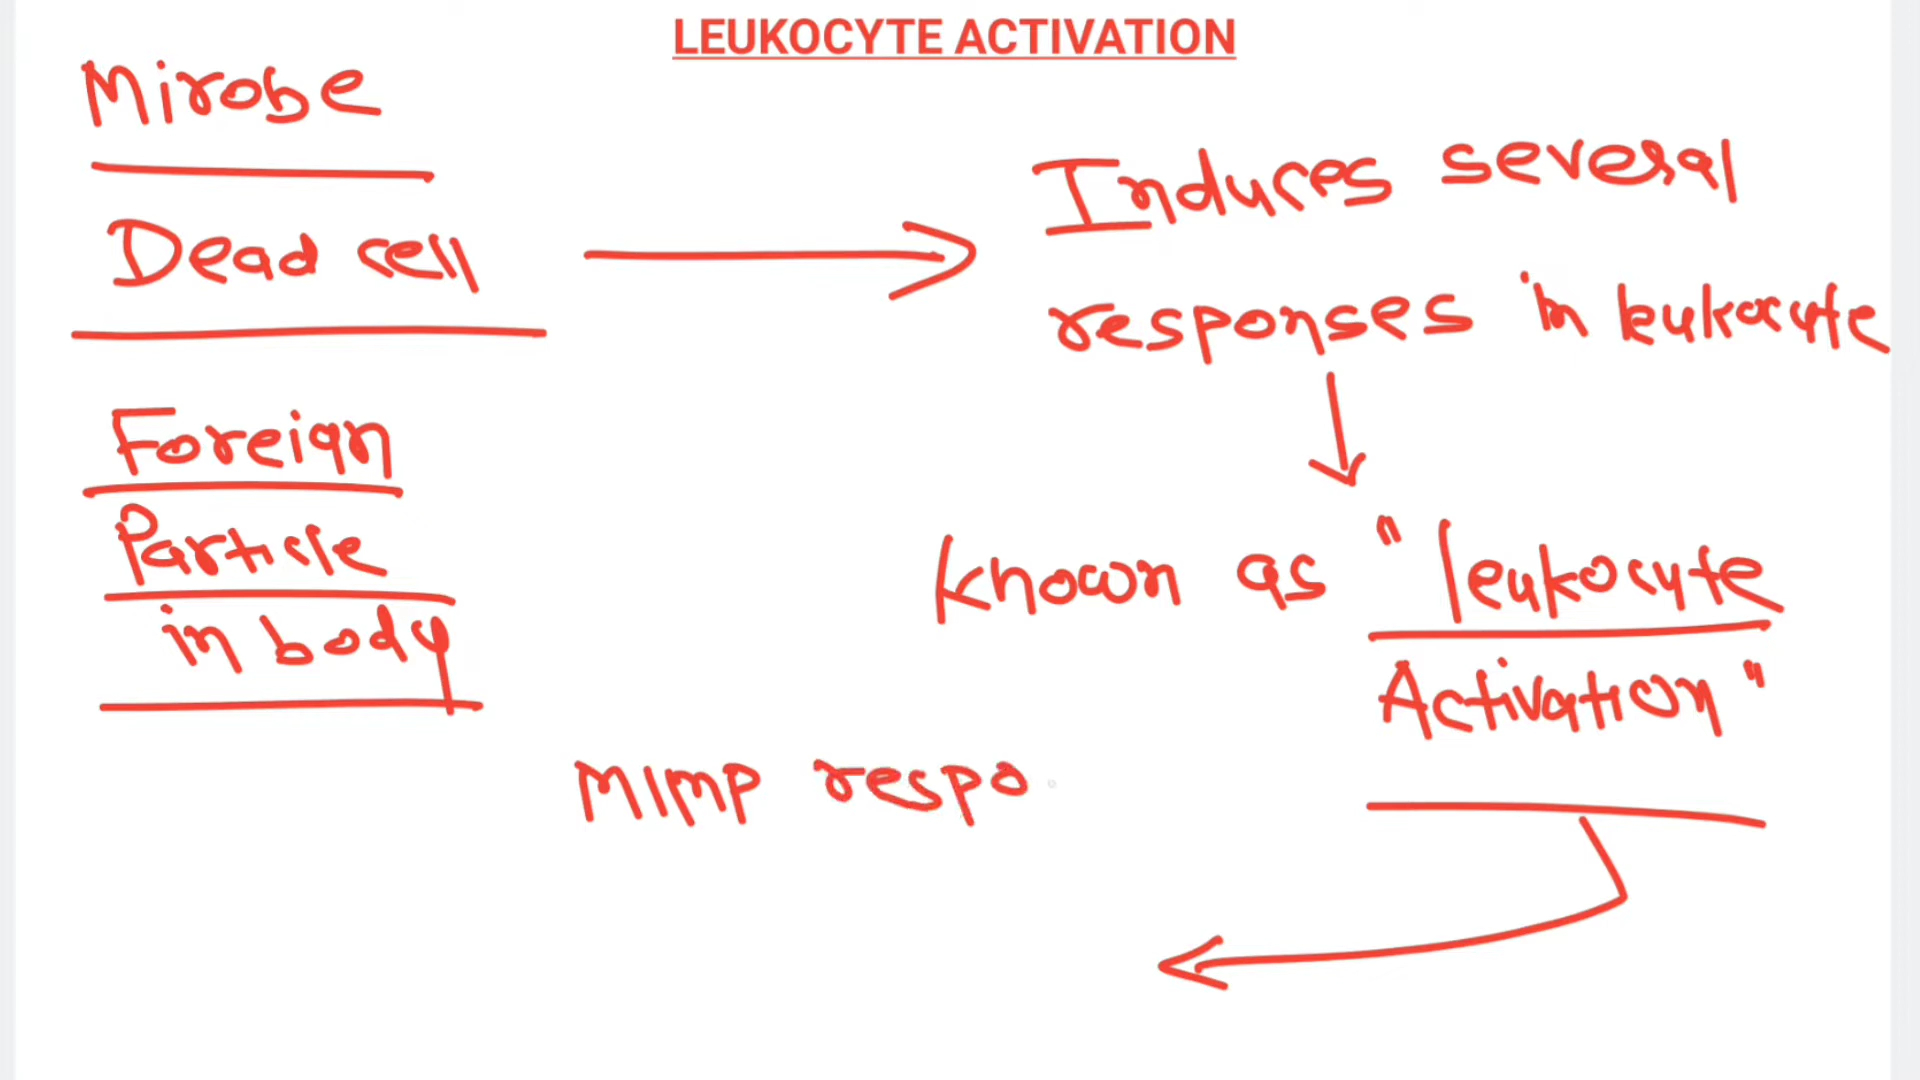 LEUKOCYTE ACTIVATION
Mirobe
Dead cell
Foreign
Particle
in body
Induces several
responses in leukocyte
known as "leukocyte
Activation"
MImp respo